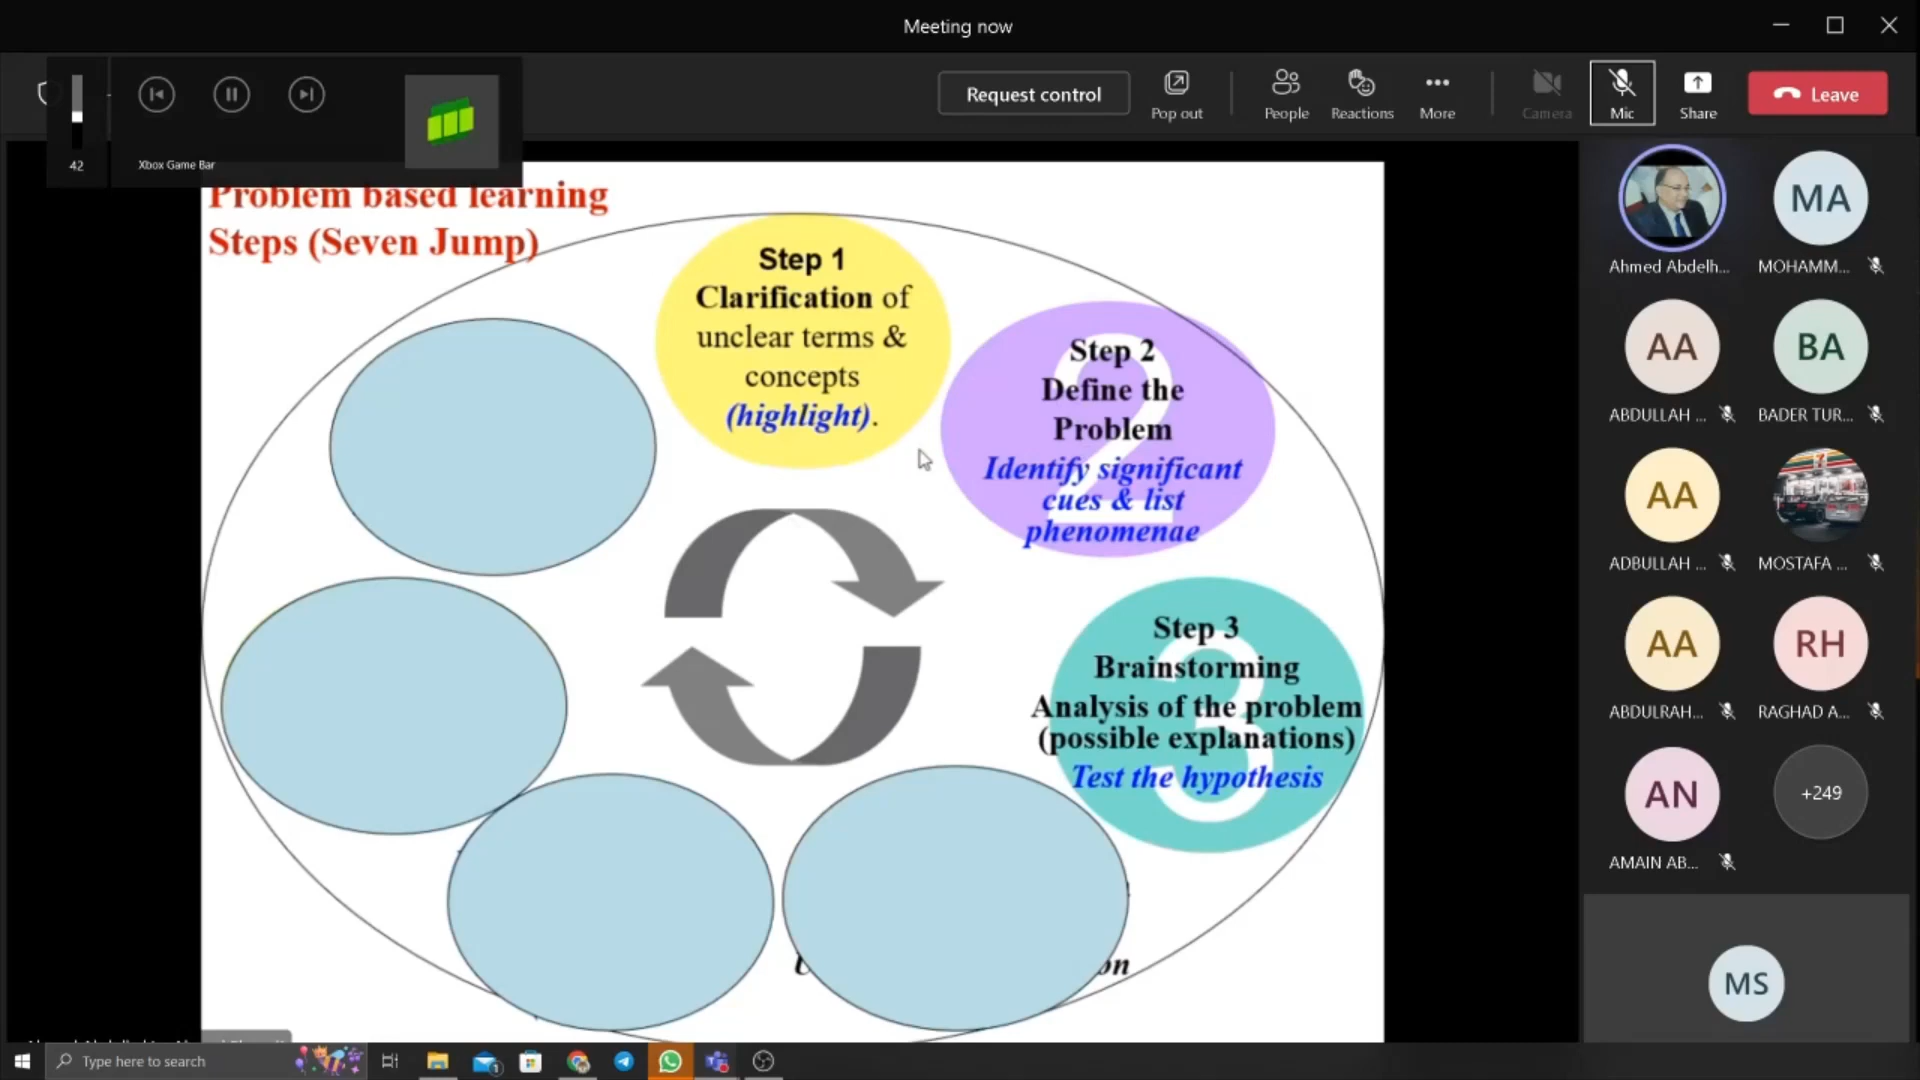 Meeting now
Request control
Pop out
People
Reactions
More
Camera
Mic
Share
Leave
42
Xbox Game Bar
Problem based learning
Steps (Seven Jump)
Step 1
Clarification of
unclear terms &
concepts
(highlight).
Step 2
Define the
Problem
Identify significant
cues & list
phenomenae
2
Step 3
Brainstorming
Analysis of the problem
(possible explanations)
Test the hypothesis
3
Ahmed Abdelh...
MA
MOHAMM...
AA
ABDULLAH ...
BA
BADER TUR...
AA
ADBULLAH ...
MOSTAFA ...
AA
ABDULRAH...
RH
RAGHAD A...
AN
AMAIN AB...
+249
MS
Type here to search